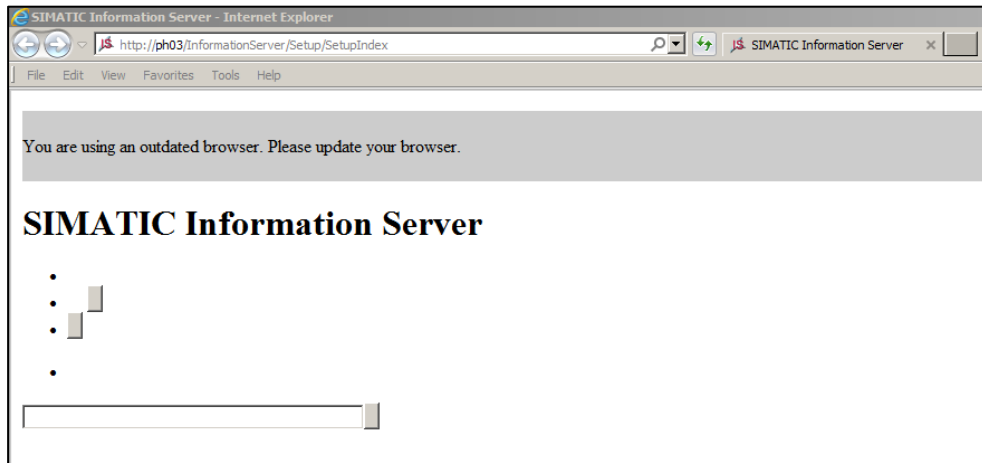 SIMATIC Information Server - Internet Explorer
http://ph03/InformationServer/Setup/SetupIndex
SIMATIC Information Server
File Edit View Favorites Tools Help
You are using an outdated browser. Please update your browser.
SIMATIC Information Server